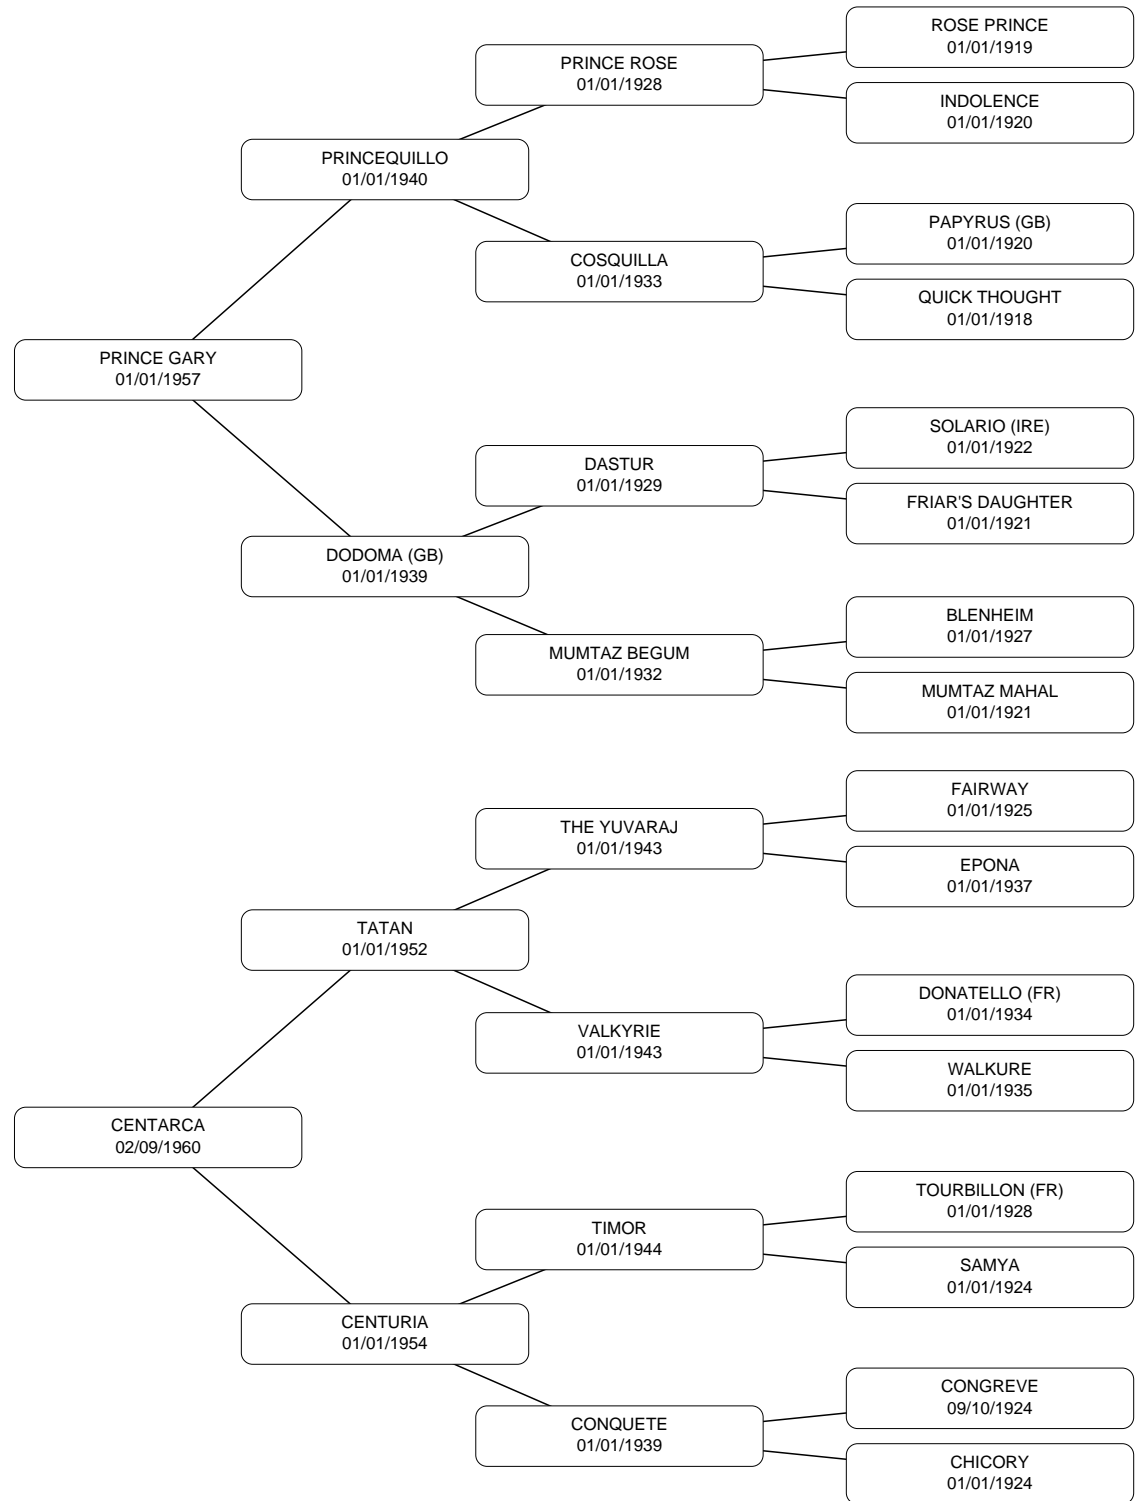 ROSE PRINCE
01/01/1919
PRINCE ROSE
01/01/1928
INDOLENCE
01/01/1920
PRINCEQUILLO
01/01/1940
PAPYRUS (GB)
01/01/1920
COSQUILLA
01/01/1933
QUICK THOUGHT
01/01/1918
PRINCE GARY
01/01/1957
SOLARIO (IRE)
01/01/1922
DASTUR
01/01/1929
FRIAR'S DAUGHTER
01/01/1921
DODOMA (GB)
01/01/1939
BLENHEIM
01/01/1927
MUMTAZ BEGUM
01/01/1932
MUMTAZ MAHAL
01/01/1921
FAIRWAY
01/01/1925
THE YUVARAJ
01/01/1943
EPONA
01/01/1937
TATAN
01/01/1952
DONATELLO (FR)
01/01/1934
VALKYRIE
01/01/1943
WALKURE
01/01/1935
CENTARCA
02/09/1960
TOURBILLON (FR)
01/01/1928
TIMOR
01/01/1944
SAMYA
01/01/1924
CENTURIA
01/01/1954
CONGREVE
09/10/1924
CONQUETE
01/01/1939
CHICORY
01/01/1924